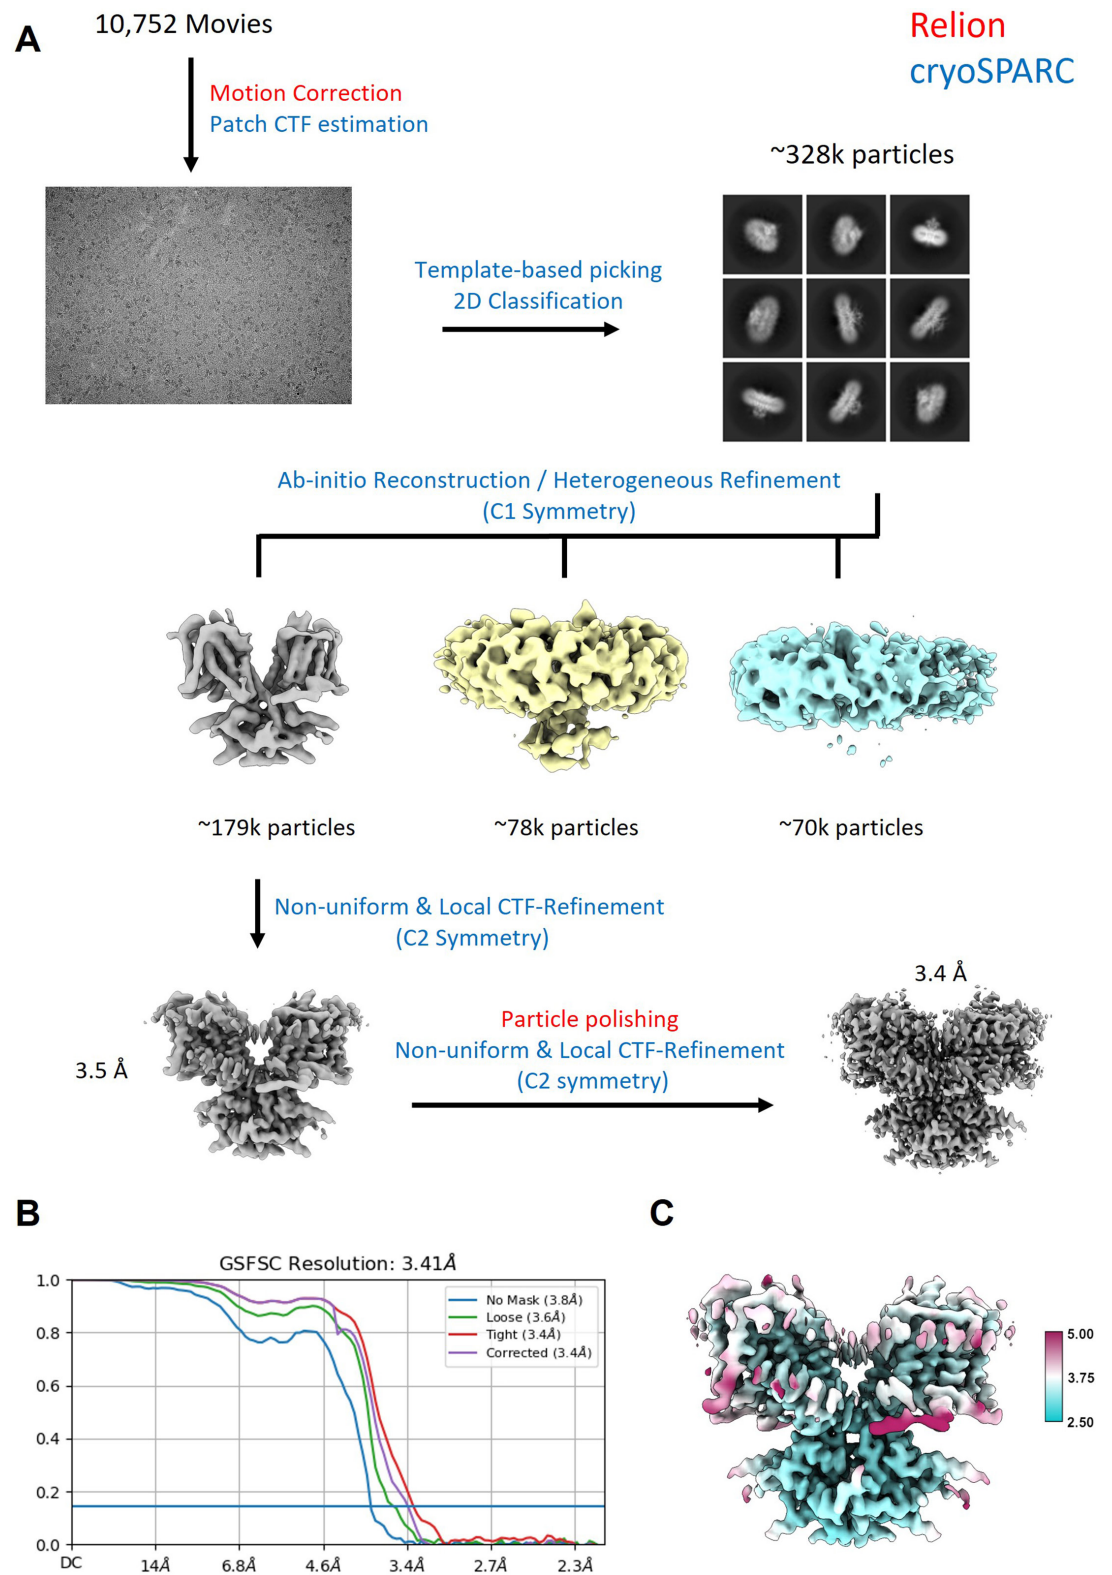 A
10,752 Movies
Relion
cryoSPARC
Motion Correction
Patch CTF estimation
~328k particles
Template-based picking
2D Classification
Ab-initio Reconstruction / Heterogeneous Refinement
(C1 Symmetry)
~179k particles
~78k particles
~70k particles
Non-uniform & Local CTF-Refinement
(C2 Symmetry)
3.5 Å
Particle polishing
Non-uniform & Local CTF-Refinement
(C2 symmetry)
3.4 Å
B
GSFSC Resolution: 3.41Å
1.0
0.8
0.6
0.4
0.2
0.0
No Mask (3.8Å)
Loose (3.6Å)
Tight (3.4Å)
Corrected (3.4Å)
DC
14Å
6.8Å
4.6Å
3.4Å
2.7Å
2.3Å
C
5.00
3.75
2.50